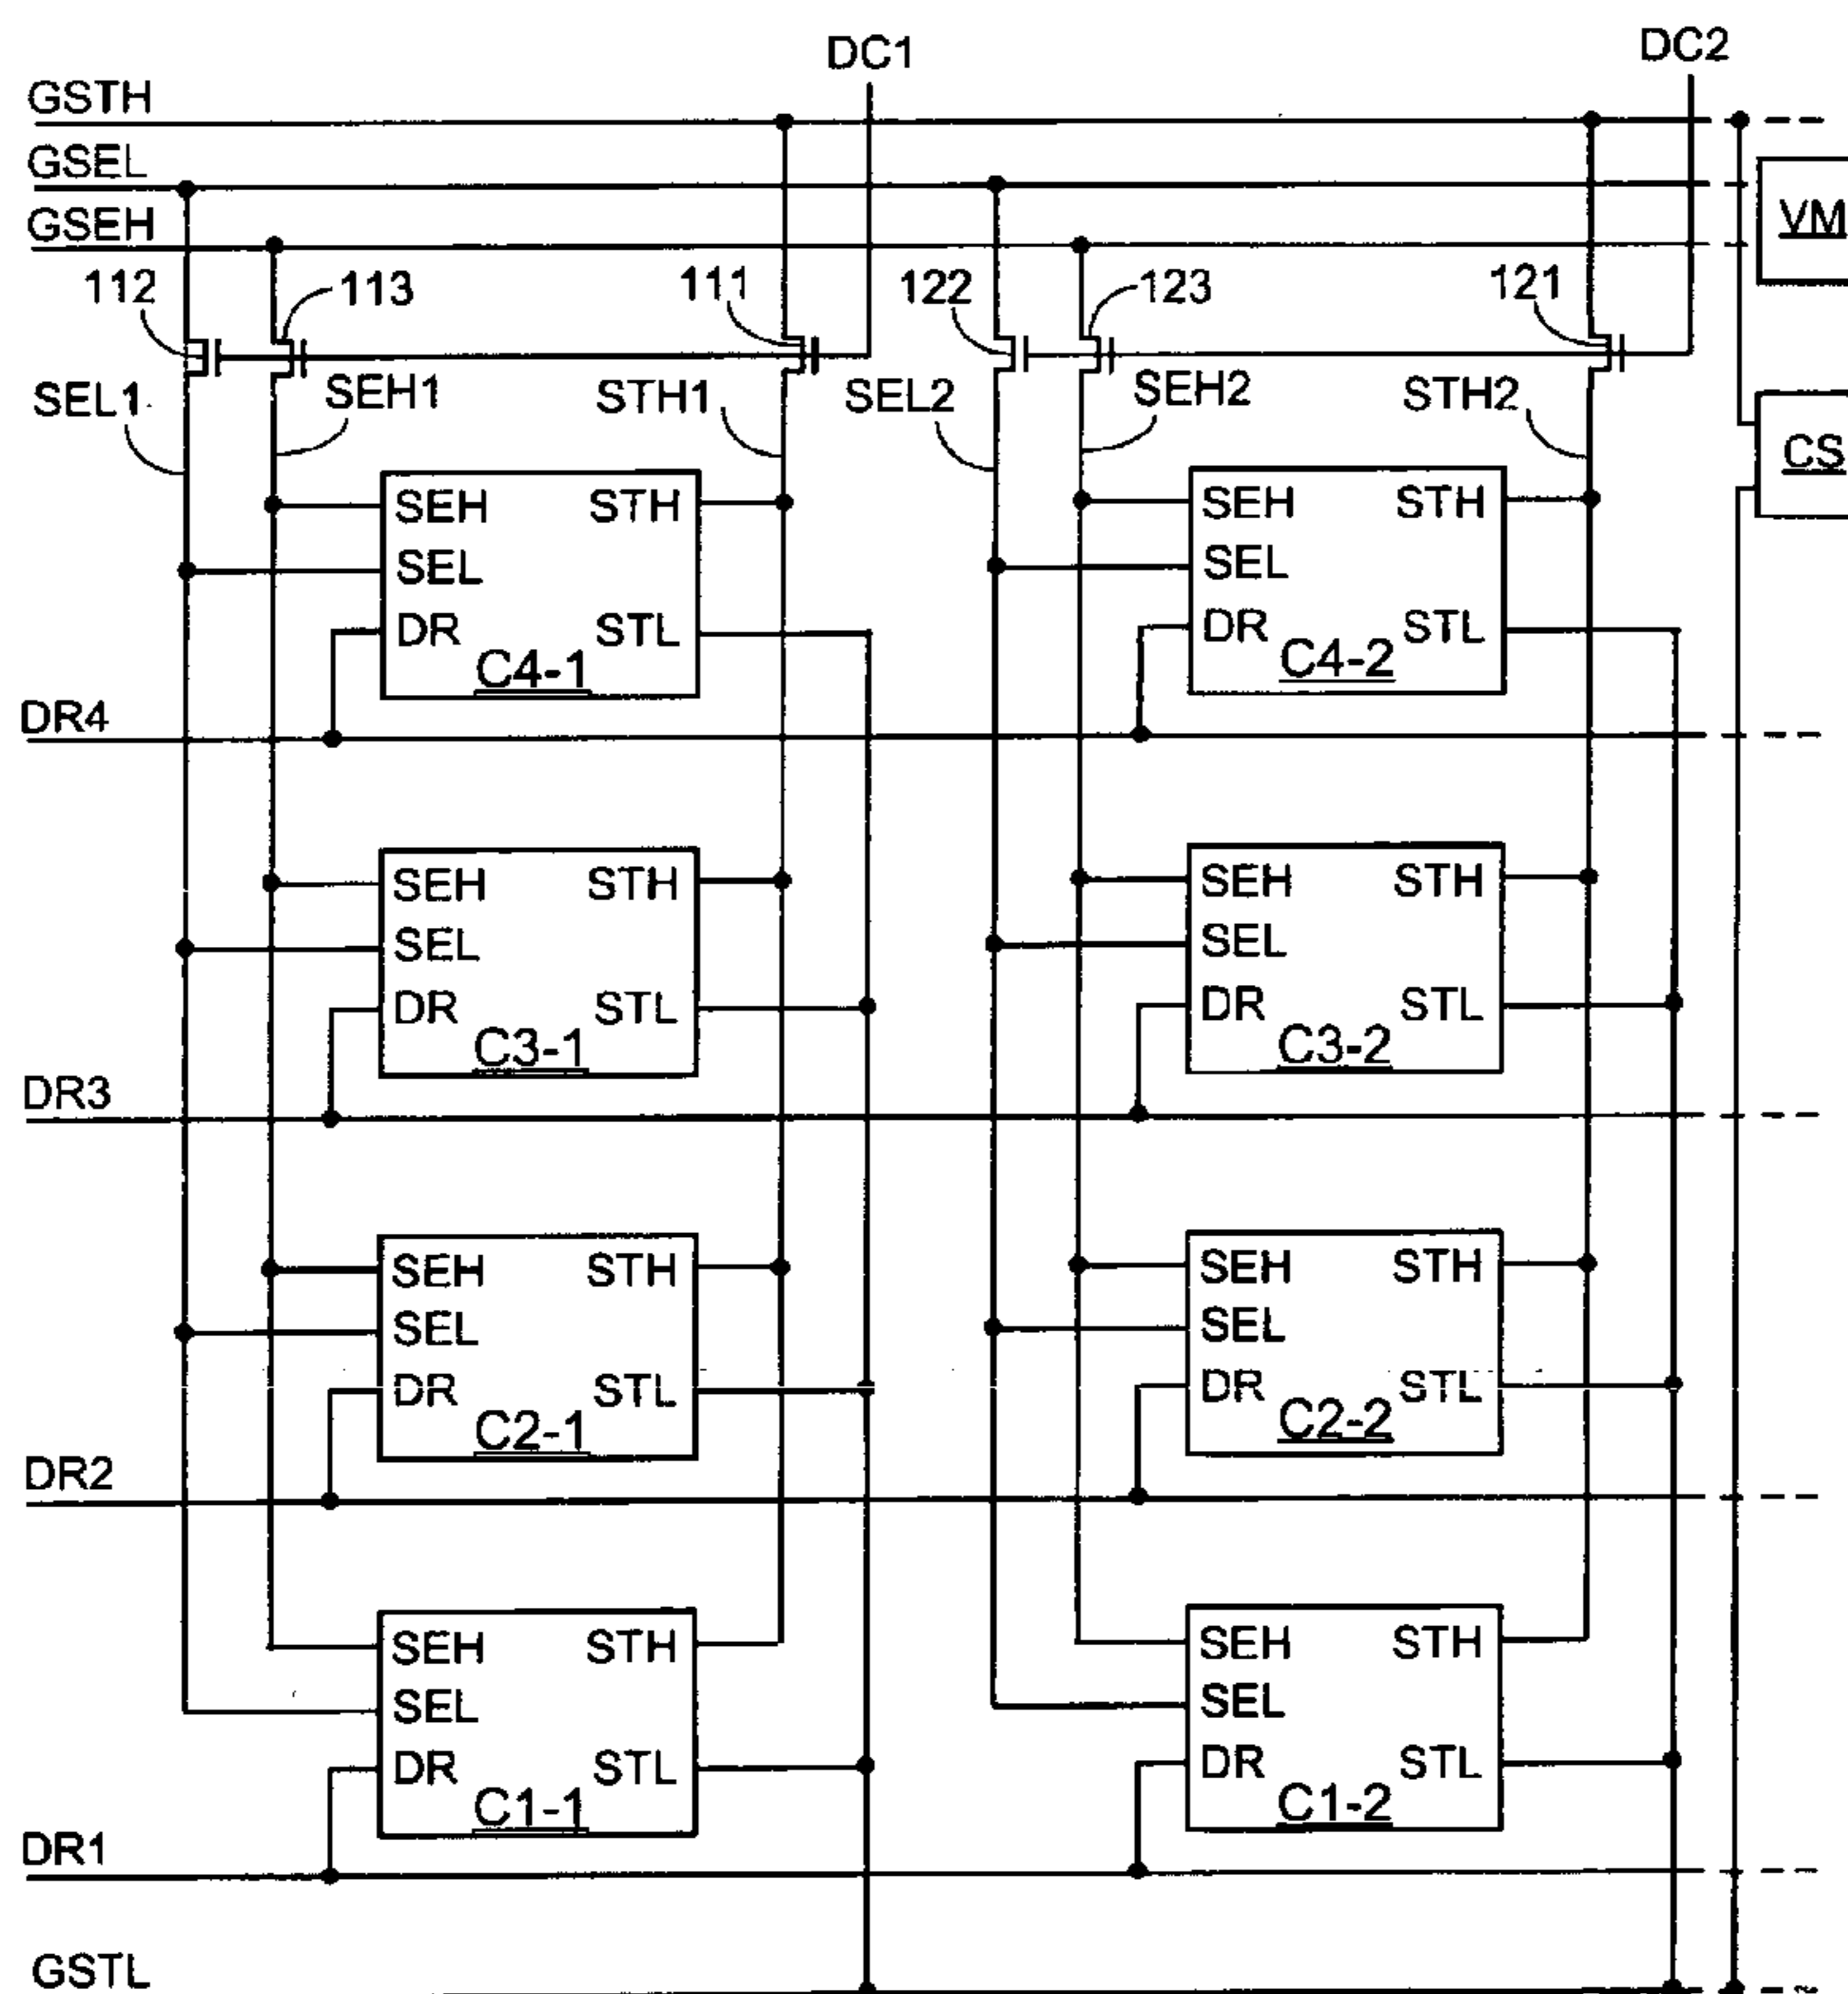 DC1 DC2
GSTH
GSEL
GSEH
VM
112 113 111 122 123 121
SEL1 SEH1 STH1 SEL2 SEH2 STH2
CS
SEH STH SEH STH
SEL SEL
DR STL DR STL
C4-1 C4-2
DR4
SEH STH SEH STH
SEL SEL
DR STL DR STL
C3-1 C3-2
DR3
SEH STH SEH STH
SEL SEL
DR STL DR STL
C2-1 C2-2
DR2
SEH STH SEH STH
SEL SEL
DR STL DR STL
C1-1 C1-2
DR1
GSTL